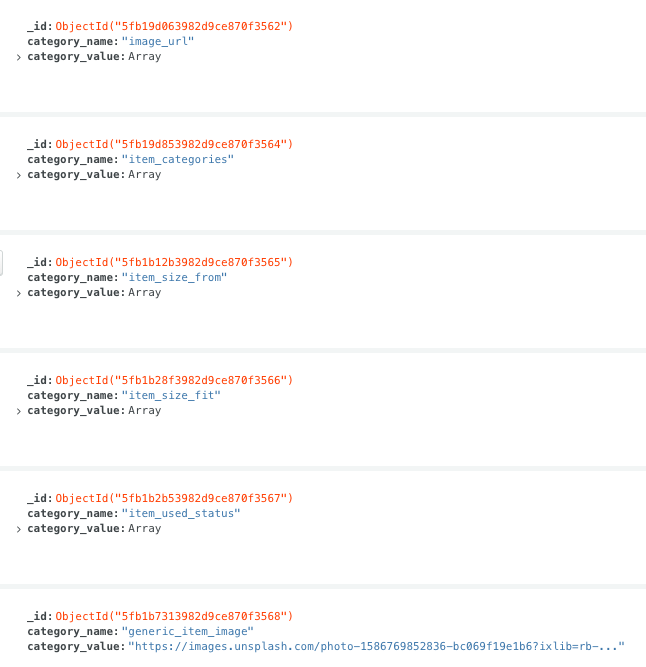 _id: ObjectId("5fb19d063982d9ce870f3562")
category_name: "image_url"
> category_value: Array
_id: ObjectId("5fb19d853982d9ce870f3564")
category_name: "item_categories"
> category_value: Array
_id: ObjectId("5fb1b12b3982d9ce870f3565")
category_name: "item_size_from"
> category_value: Array
_id: ObjectId("5fb1b28f3982d9ce870f3566")
category_name: "item_size_fit"
> category_value: Array
_id: ObjectId("5fb1b2b53982d9ce870f3567")
category_name: "item_used_status"
> category_value: Array
_id: ObjectId("5fb1b7313982d9ce870f3568")
category_name: "generic_item_image"
category_value: "https://images.unsplash.com/photo-1586769852836-bc069f19e1b6?ixlib=rb-..."